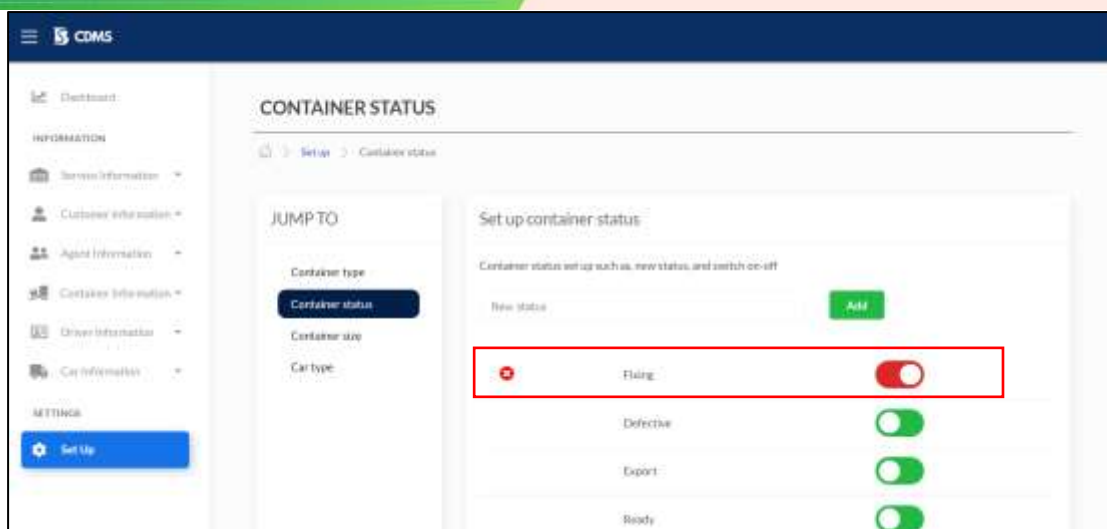 CDMS
Dashboard
INFORMATION
Service Information
Customer Information
Agent Information
Container Information
Driver Information
Car Information
SETTINGS
Set Up
CONTAINER STATUS
Set up > Container status
JUMP TO
Container type
Container status
Container size
Car type
Set up container status
Container status set up such as, new status, and switch on-off
New status
Add
Fixing
Defective
Export
Ready